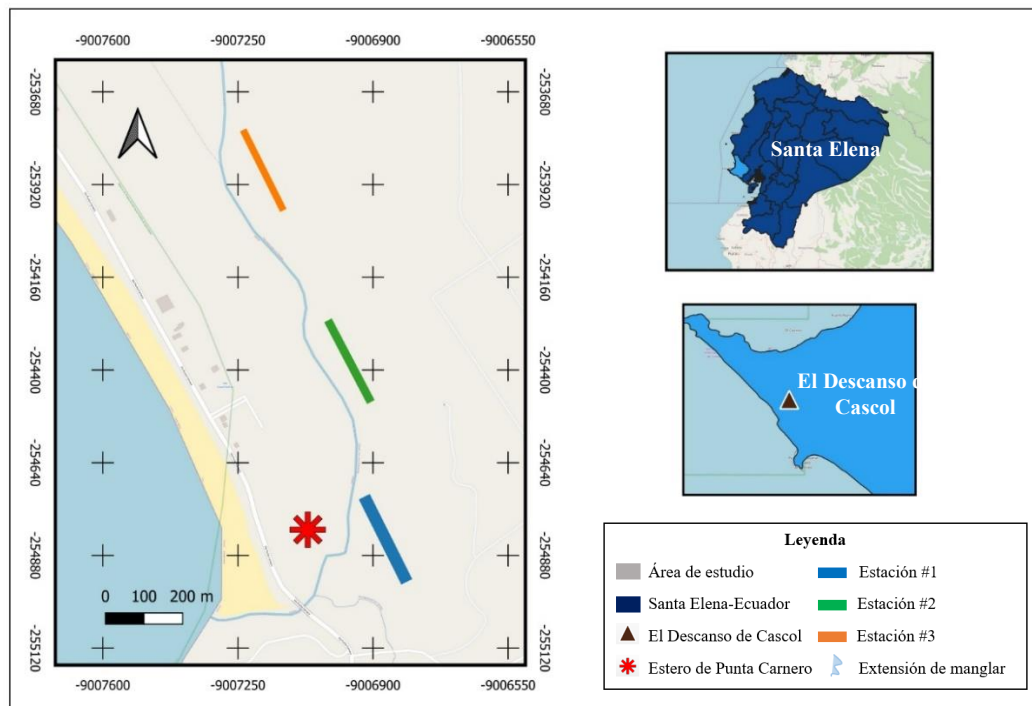 -9007600 -9007250 -9006900 -9006550
-253680
-253920
-254160
-254400
-254640
-254880
-255120
-253680
-253920
-254160
-254400
-254640
-254880
-255120
0 100 200 m
-9007600 -9007250 -9006900 -9006550
Santa Elena
El Descanso d
Cascol
Leyenda
Área de estudio
Estación #1
Santa Elena-Ecuador
Estación #2
El Descanso de Cascol
Estación #3
Estero de Punta Carnero
Extensión de manglar